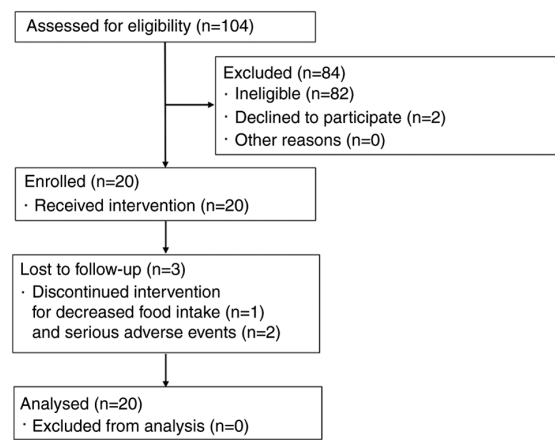 Assessed for eligibility (n=104)
Excluded (n=84)
· Ineligible (n=82)
· Declined to participate (n=2)
· Other reasons (n=0)
Enrolled (n=20)
· Received intervention (n=20)
Lost to follow-up (n=3)
· Discontinued intervention
for decreased food intake (n=1)
and serious adverse events (n=2)
Analysed (n=20)
· Excluded from analysis (n=0)